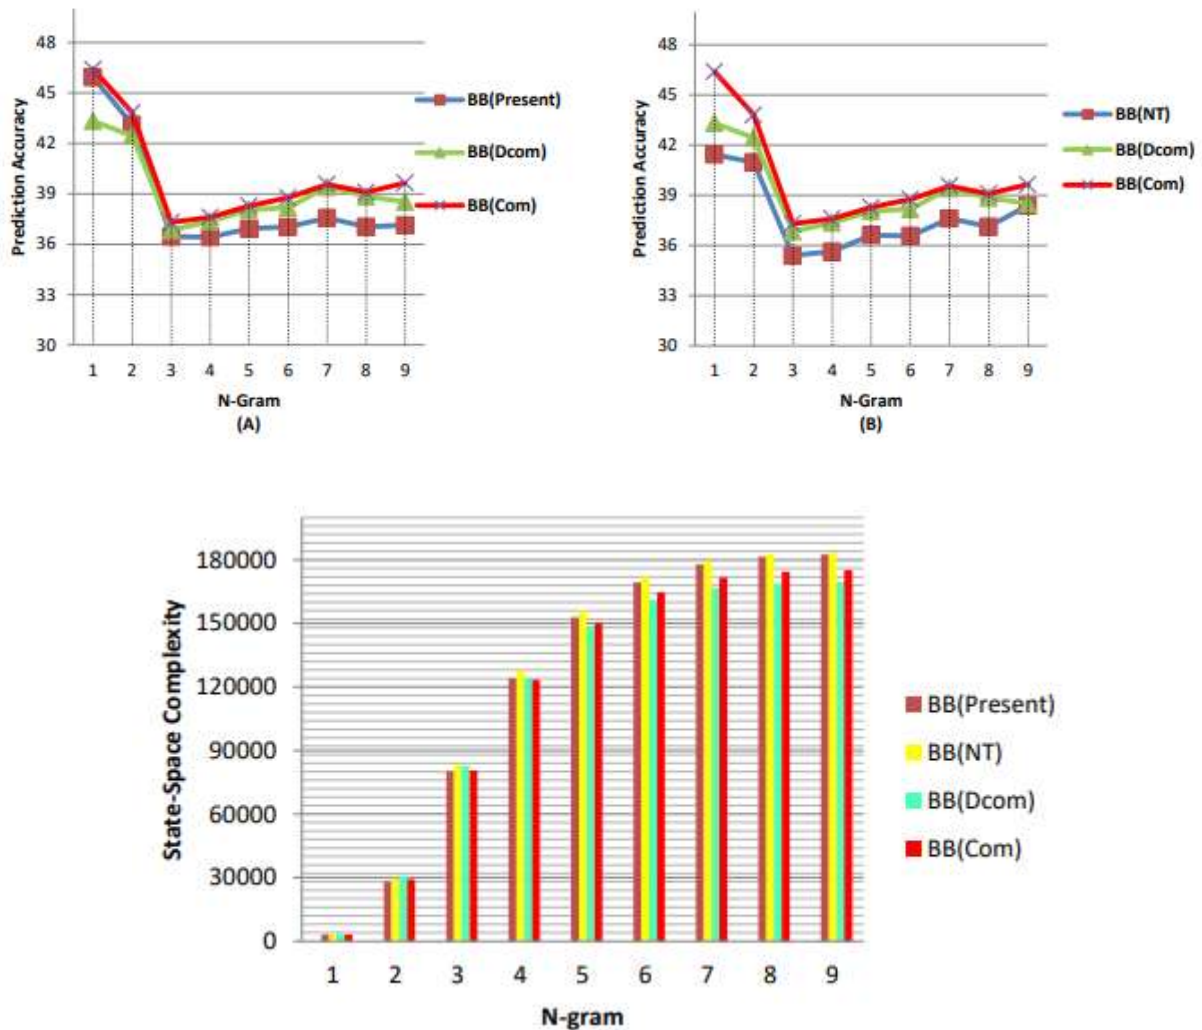 48
45
42
39
36
33
30
Prediction Accuracy
1 2 3 4 5 6 7 8 9
N-Gram
(A)
BB(Present)
BB(Dcom)
BB(Com)
48
45
42
39
36
33
30
Prediction Accuracy
1 2 3 4 5 6 7 8 9
N-Gram
(B)
BB(NT)
BB(Dcom)
BB(Com)
180000
150000
120000
90000
60000
30000
0
State-Space Complexity
1 2 3 4 5 6 7 8 9
N-gram
BB(Present)
BB(NT)
BB(Dcom)
BB(Com)